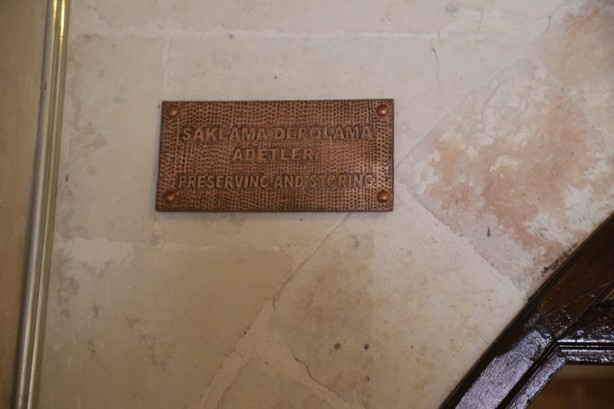 SAKLAMA DEPOLAMA
ADETLERİ
PRESERVING AND STORING